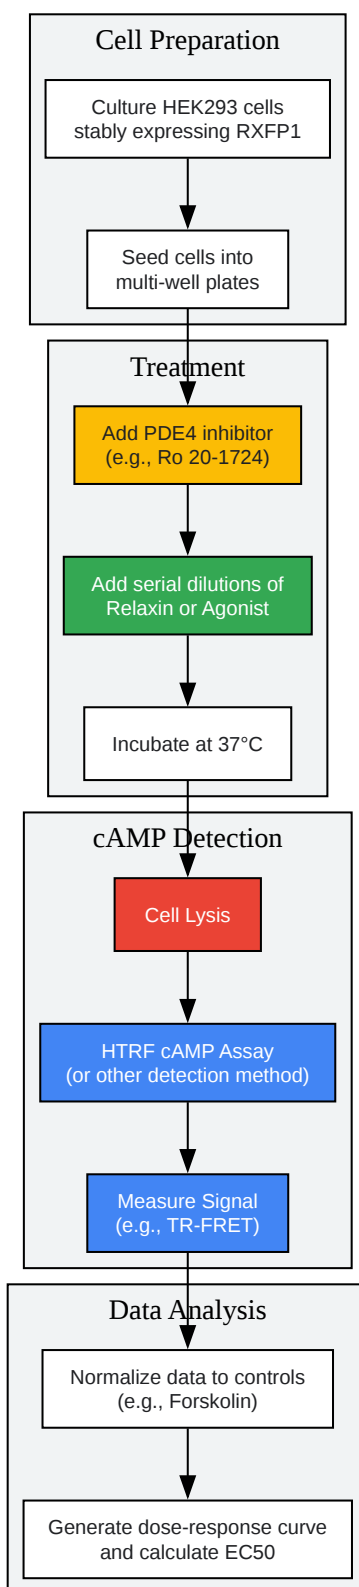 Cell Preparation
Culture HEK293 cells
stably expressing RXFP1
Seed cells into
multi-well plates
Treatment
Add PDE4 inhibitor
(e.g., Ro 20-1724)
Add serial dilutions of
Relaxin or Agonist
Incubate at 37°C
cAMP Detection
Cell Lysis
HTRF cAMP Assay
(or other detection method)
Measure Signal
(e.g., TR-FRET)
Data Analysis
Normalize data to controls
(e.g., Forskolin)
Generate dose-response curve
and calculate EC50